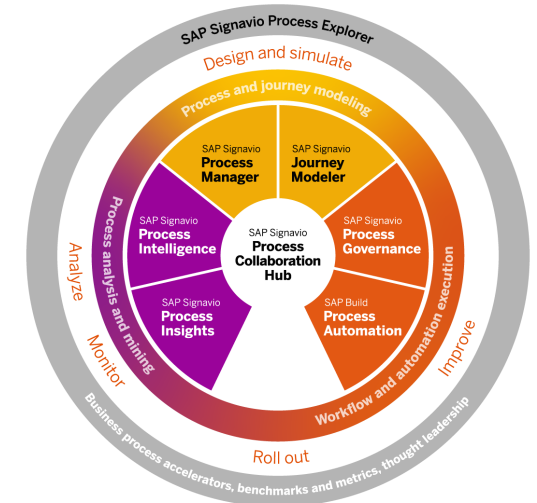 SAP Signavio Process Explorer
Design and simulate
Process and journey modeling
SAP Signavio
Process
Manager
SAP Signavio
Journey
Modeler
SAP Signavio
Process
Intelligence
SAP Signavio
Process
Collaboration
Hub
SAP Signavio
Process
Governance
SAP Signavio
Process
Insights
SAP Build
Process
Automation
Process analysis and mining
Workflow and automation execution
Analyze
Monitor
Improve
Roll out
Business process accelerators, benchmarks and metrics, thought leadership